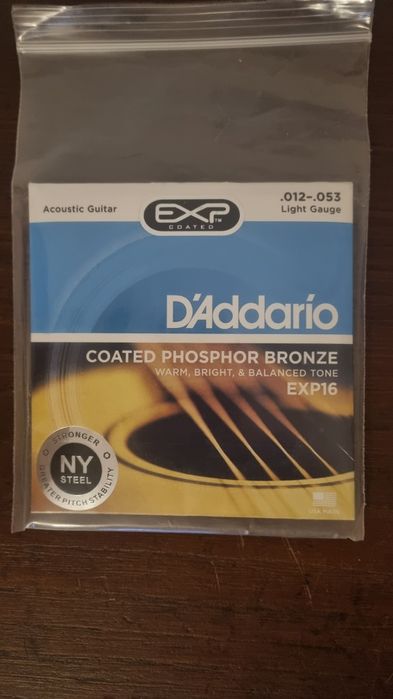 Acoustic Guitar
EXP™
COATED
.012–.053
Light Gauge
D'Addario
COATED PHOSPHOR BRONZE
WARM, BRIGHT, & BALANCED TONE
EXP16
STRONGER
NY
STEEL
GREATER PITCH STABILITY
USA MADE